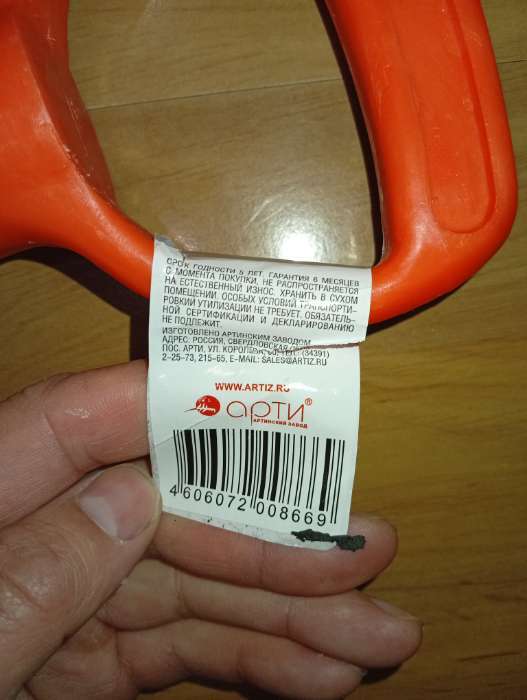 СРОК ГОДНОСТИ 5 ЛЕТ. ГАРАНТИЯ 6 МЕСЯЦЕВ
С МОМЕНТА ПОКУПКИ, НЕ РАСПРОСТРАНЯЕТСЯ
НА ЕСТЕСТВЕННЫЙ ИЗНОС. ХРАНИТЬ В СУХОМ
ПОМЕЩЕНИИ. ОСОБЫХ УСЛОВИЙ ТРАНСПОРТИ-
РОВКИ УТИЛИЗАЦИИ НЕ ТРЕБУЕТ. ОБЯЗАТЕЛЬ-
НОЙ СЕРТИФИКАЦИИ И ДЕКЛАРИРОВАНИЮ
НЕ ПОДЛЕЖИТ.
ИЗГОТОВЛЕНО АРТИНСКИМ ЗАВОДОМ
АДРЕС: РОССИЯ, СВЕРДЛОВСКАЯ (34391)
ПОС. АРТИ, УЛ.
2-25-73, 215-65, E-MAIL: SALES@ARTIZ.RU
WWW.ARTIZ.RU
арти®
АРТИНСКИЙ ЗАВОД
4 606072 008669